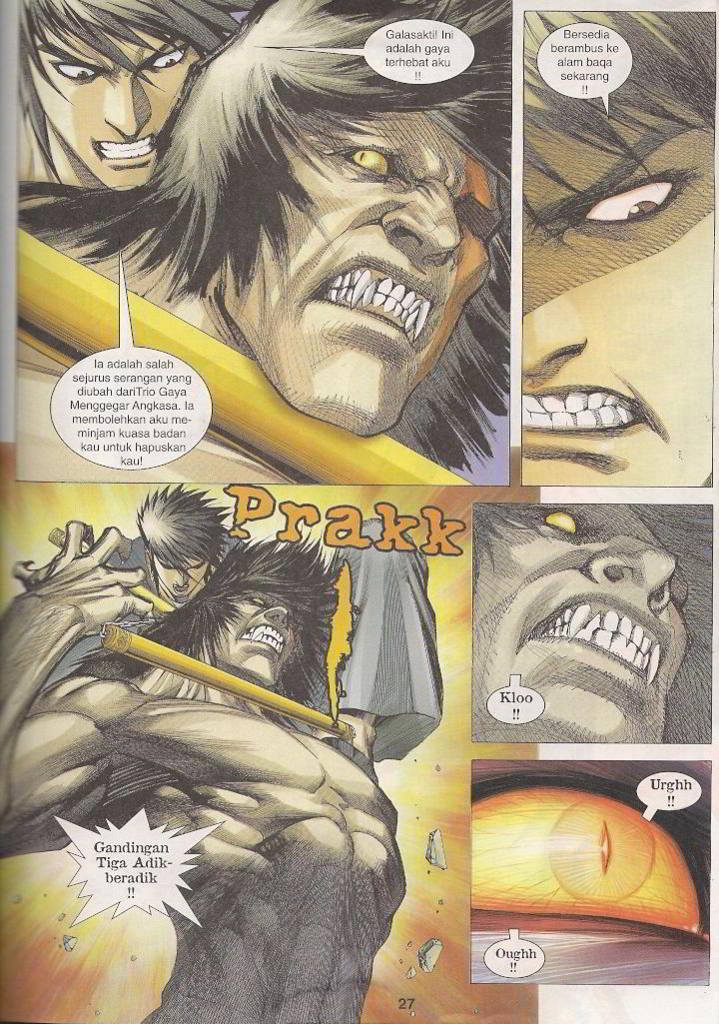 Galasakti! Ini
adalah gaya
terhebat aku
!!
Bersedia
berambus ke
alam baqa
sekarang
!!
Ia adalah salah
sejurus serangan yang
diubah dariTrio Gaya
Menggegar Angkasa. Ia
membolehkan aku me-
minjam kuasa badan
kau untuk hapuskan
kau!
Prakk
Kloo
!!
Gandingan
Tiga Adik-
beradik
!!
Urghh
!!
Oughh
!!
27